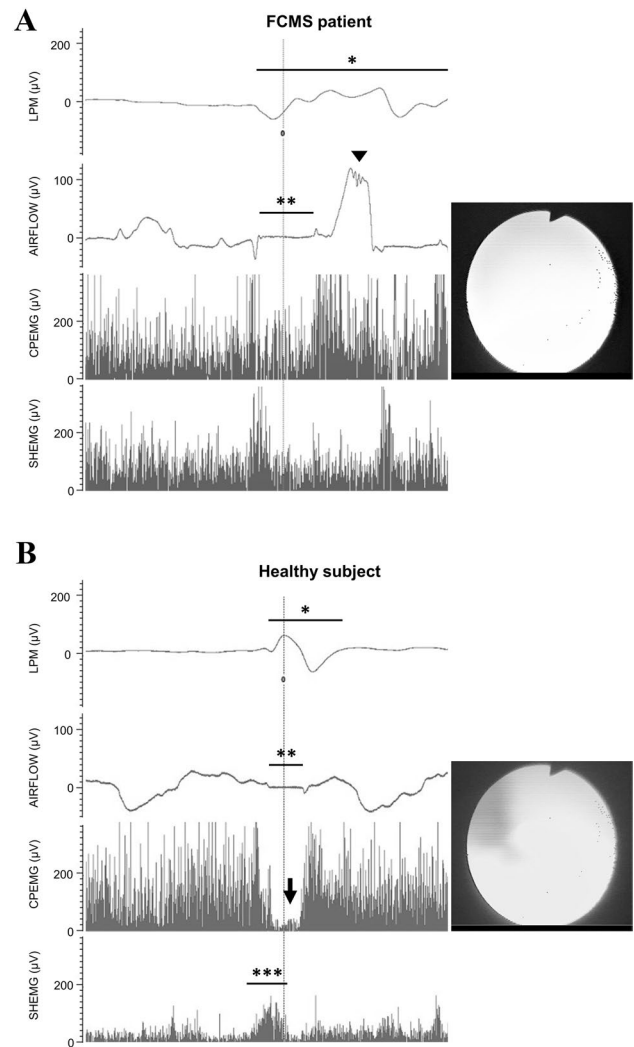 A
FCMS patient
LPM (μV)
200
0
*
0
AIRFLOW (μV)
100
0
**
CPEMG (μV)
200
0
SHEMG (μV)
200
0
B
Healthy subject
LPM (μV)
200
0
*
0
AIRFLOW (μV)
100
0
**
CPEMG (μV)
200
0
SHEMG (μV)
200
0
***